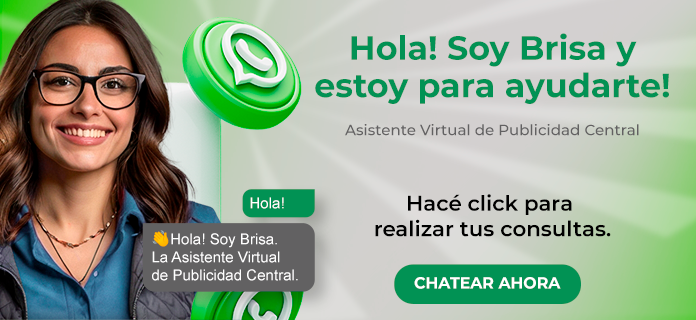 Hola! Soy Brisa y
estoy para ayudarte!
Asistente Virtual de Publicidad Central
Hola!
👋Hola! Soy Brisa.
La Asistente Virtual
de Publicidad Central.
Hacé click para
realizar tus consultas.
CHATEAR AHORA